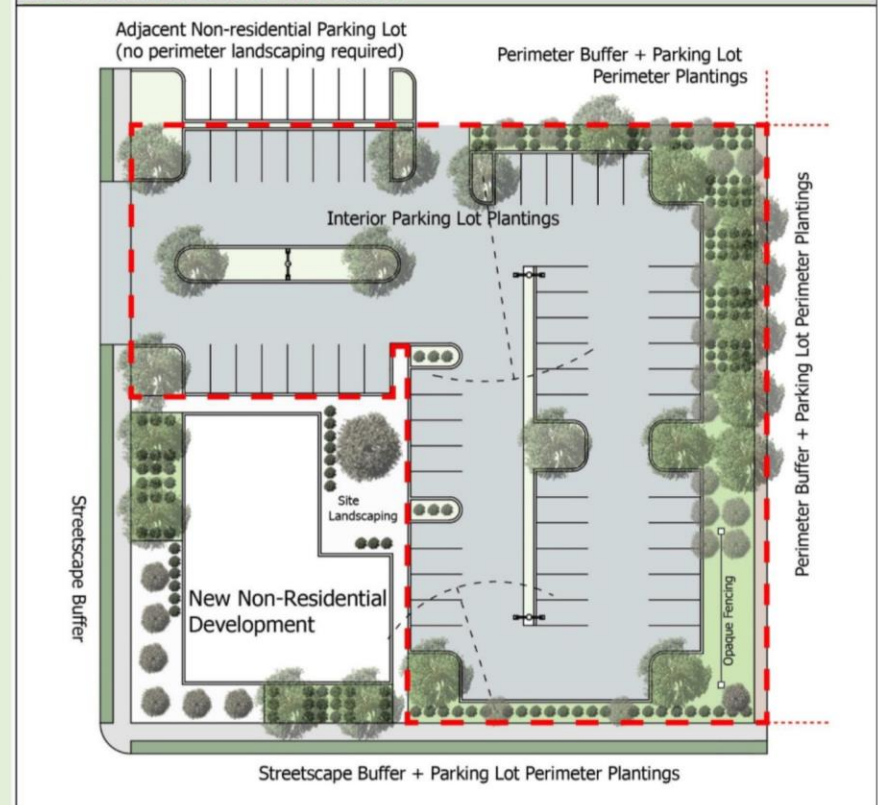 Adjacent Non-residential Parking Lot
(no perimeter landscaping required)
Perimeter Buffer + Parking Lot
Perimeter Plantings
Interior Parking Lot Plantings
Perimeter Buffer + Parking Lot Perimeter Plantings
Site
Landscaping
Streetscape Buffer
New Non-Residential
Development
Opaque Fencing
Streetscape Buffer + Parking Lot Perimeter Plantings